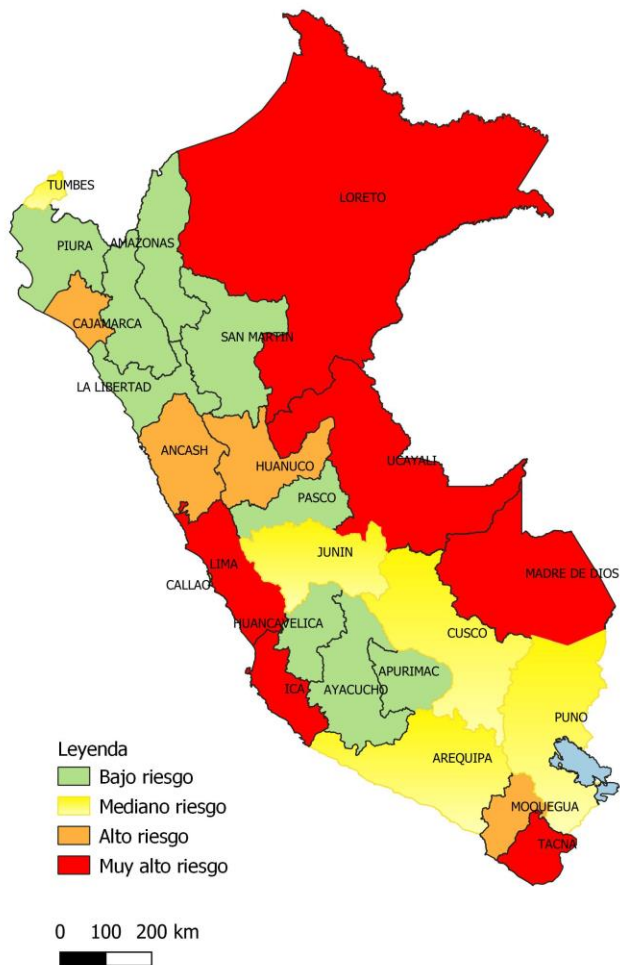 TUMBES
LORETO
PIURA
AMAZONAS
CAJAMARCA
SAN MARTIN
LA LIBERTAD
ANCASH
HUANUCO
UCAYALI
PASCO
JUNIN
LIMA
MADRE DE DIOS
CALLAO
HUANCAVELICA
CUSCO
APURIMAC
ICA
AYACUCHO
PUNO
AREQUIPA
MOQUEGUA
TACNA
Leyenda
Bajo riesgo
Mediano riesgo
Alto riesgo
Muy alto riesgo
0 100 200 km